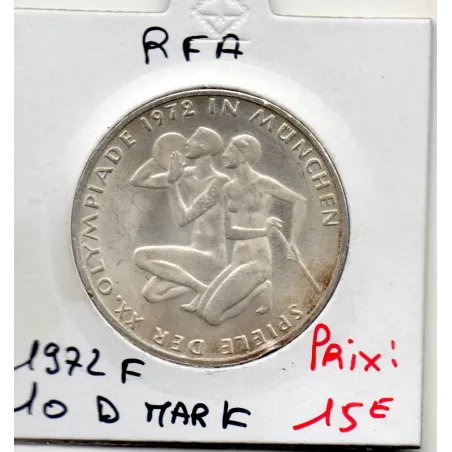 RFA
SPIELE DER XX. OLYMPIADE 1972 IN MÜNCHEN
1972 F
10 D MARK
Prix:
15€